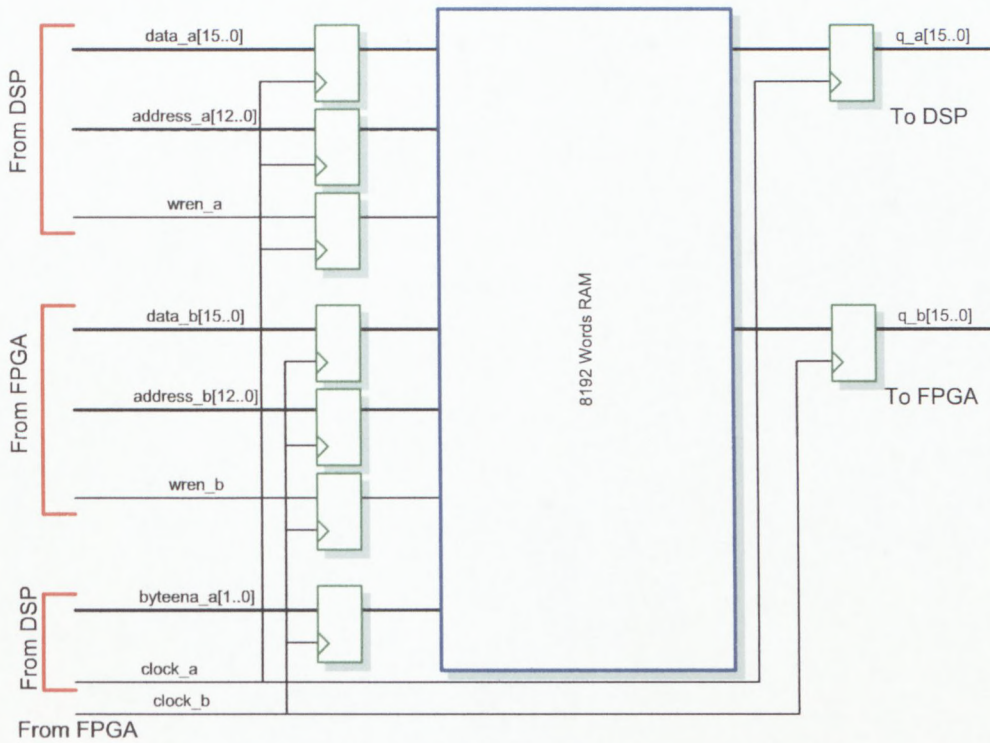 From DSP
data_a[15..0]
address_a[12..0]
wren_a
From FPGA
data_b[15..0]
address_b[12..0]
wren_b
From DSP
byteena_a[1..0]
clock_a
clock_b
From FPGA
8192 Words RAM
q_a[15..0]
To DSP
q_b[15..0]
To FPGA